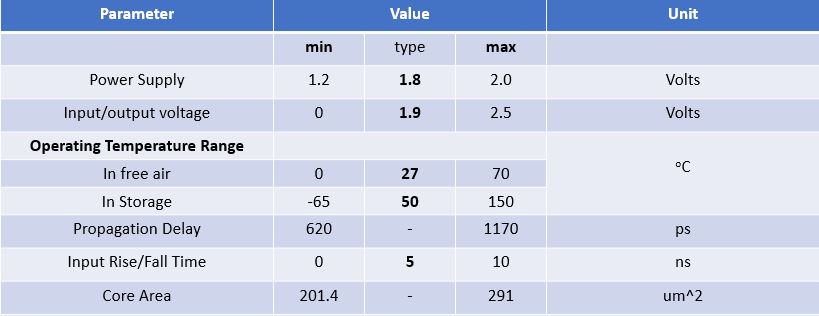 Parameter Value Unit
min type max
Power Supply 1.2 1.8 2.0 Volts
Input/output voltage 0 1.9 2.5 Volts
Operating Temperature Range
In free air 0 27 70 °C
In Storage -65 50 150
Propagation Delay 620 - 1170 ps
Input Rise/Fall Time 0 5 10 ns
Core Area 201.4 - 291 um^2